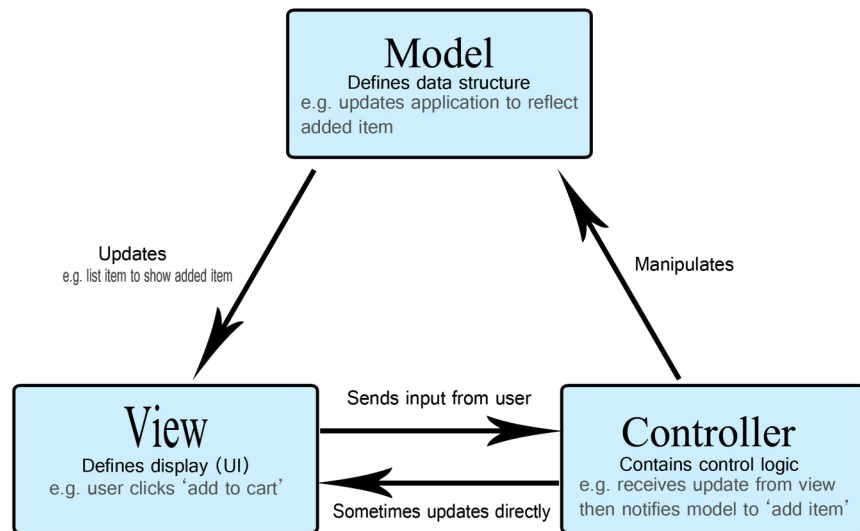 Model
Defines data structure
e.g. updates application to reflect
added item
Updates
e.g. list item to show added item
Manipulates
View
Defines display (UI)
e.g. user clicks ‘add to cart’
Sends input from user
Sometimes updates directly
Controller
Contains control logic
e.g. receives update from view
then notifies model to ‘add item’